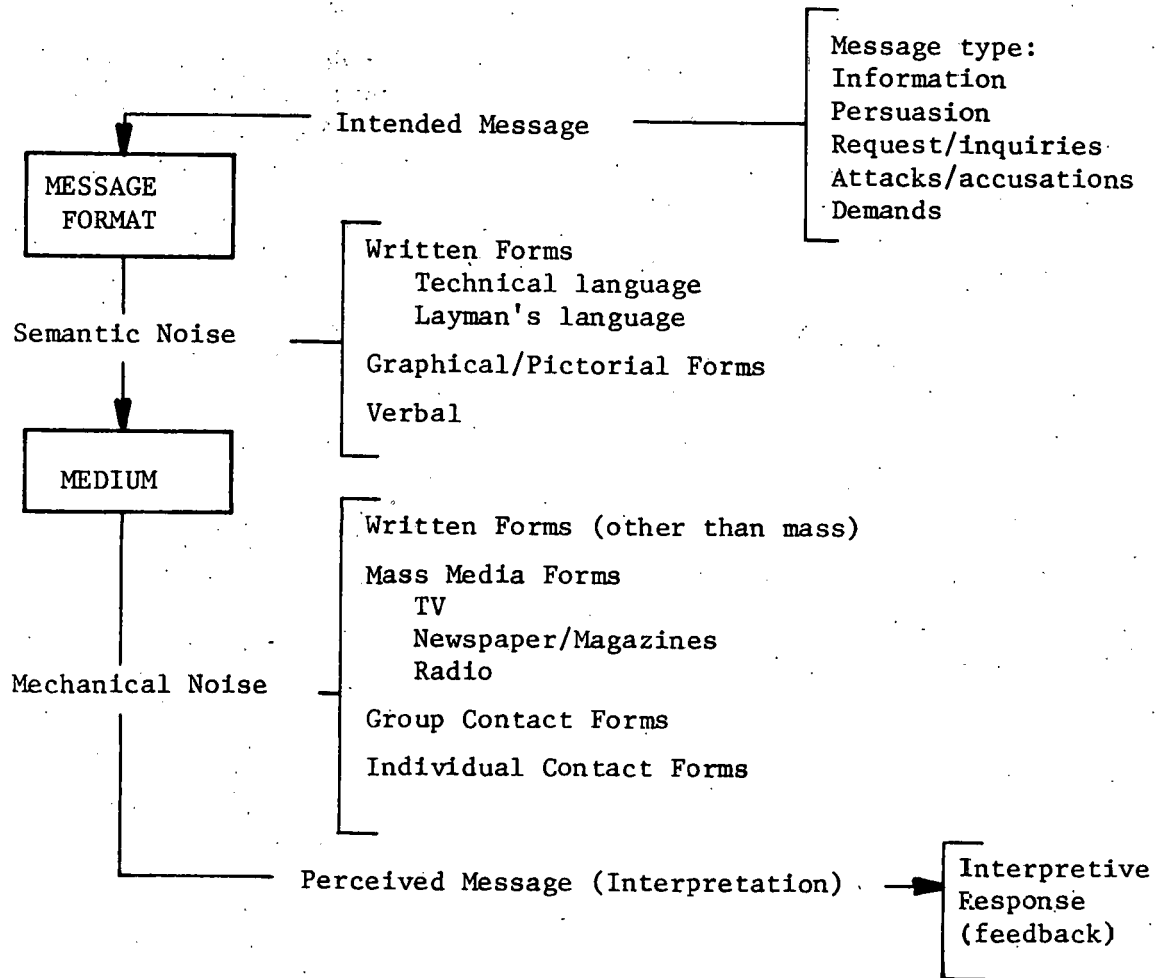 Message type:
Information
Persuasion
Request/inquiries
Attacks/accusations
Demands
Intended Message
MESSAGE
FORMAT
Written Forms
Technical language
Layman's language
Graphical/Pictorial Forms
Verbal
Semantic Noise
MEDIUM
Written Forms (other than mass)
Mass Media Forms
TV
Newspaper/Magazines
Radio
Group Contact Forms
Individual Contact Forms
Mechanical Noise
Perceived Message (Interpretation)
Interpretive
Response
(feedback)